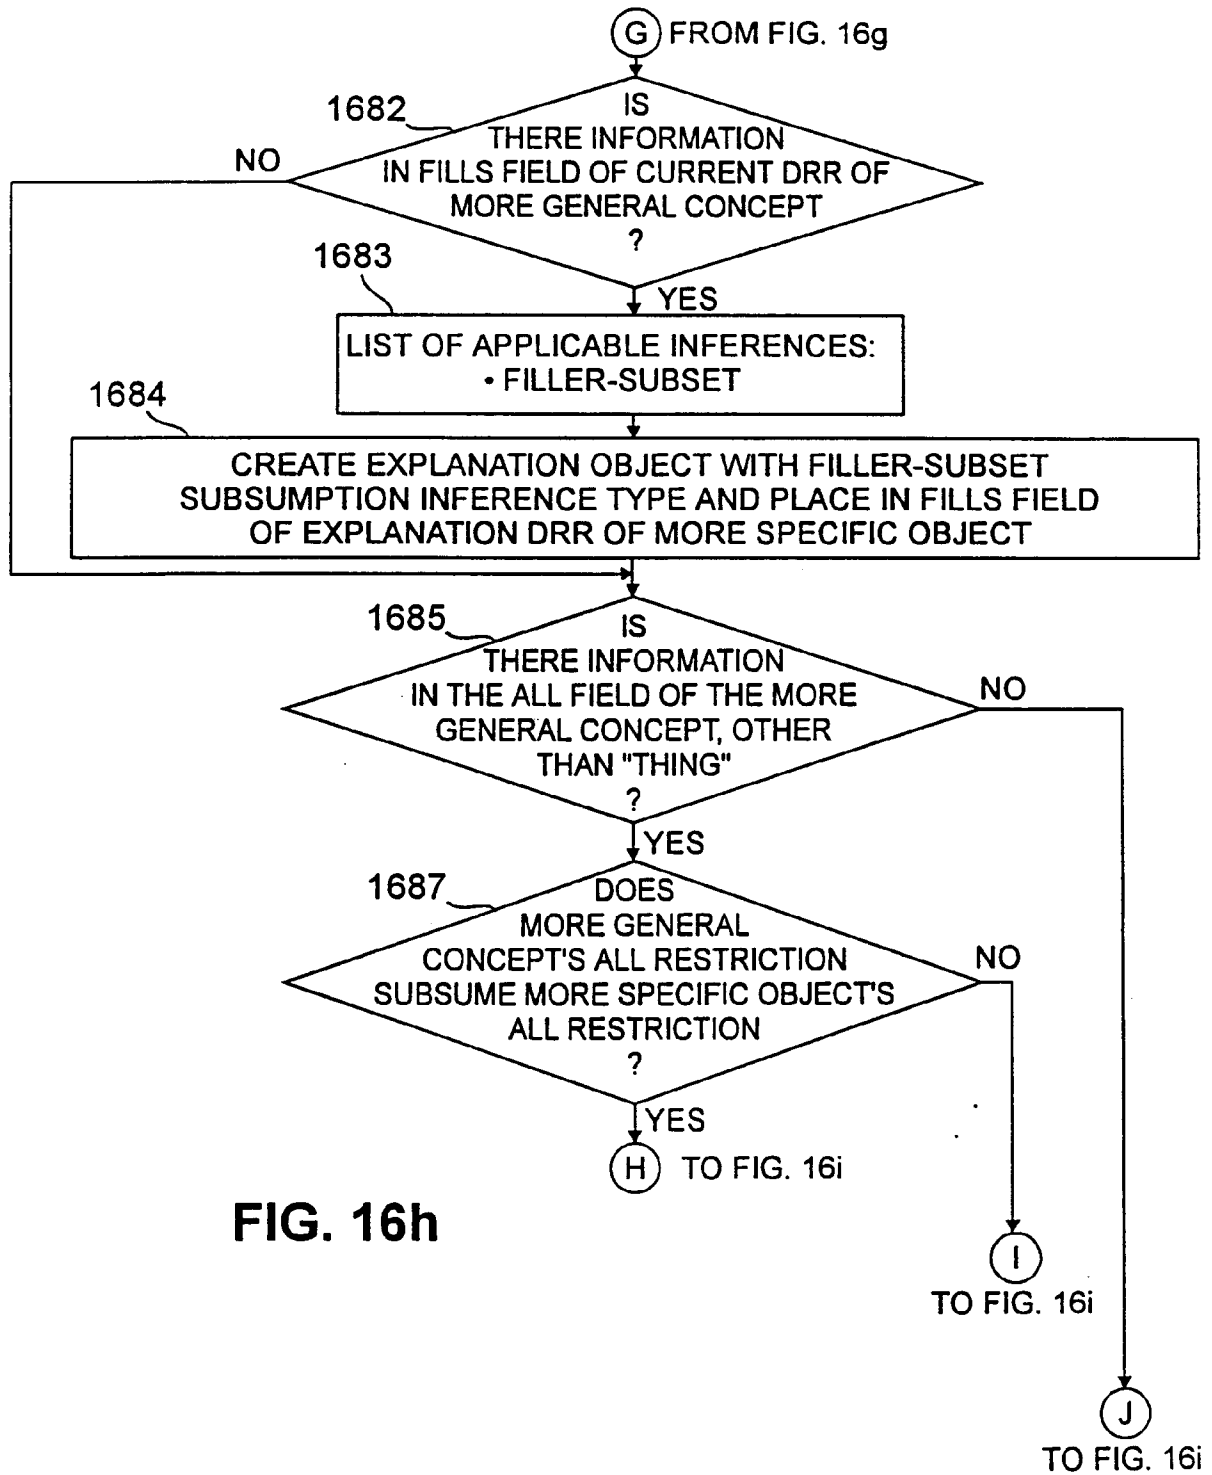 G FROM FIG. 16g
1682
IS
THERE INFORMATION
IN FILLS FIELD OF CURRENT DRR OF
MORE GENERAL CONCEPT
?
NO
YES
1683
LIST OF APPLICABLE INFERENCES:
• FILLER-SUBSET
1684
CREATE EXPLANATION OBJECT WITH FILLER-SUBSET
SUBSUMPTION INFERENCE TYPE AND PLACE IN FILLS FIELD
OF EXPLANATION DRR OF MORE SPECIFIC OBJECT
1685
IS
THERE INFORMATION
IN THE ALL FIELD OF THE MORE
GENERAL CONCEPT, OTHER
THAN "THING"
?
NO
YES
1687
DOES
MORE GENERAL
CONCEPT'S ALL RESTRICTION
SUBSUME MORE SPECIFIC OBJECT'S
ALL RESTRICTION
?
NO
YES
H TO FIG. 16i
FIG. 16h
I
TO FIG. 16i
J
TO FIG. 16i